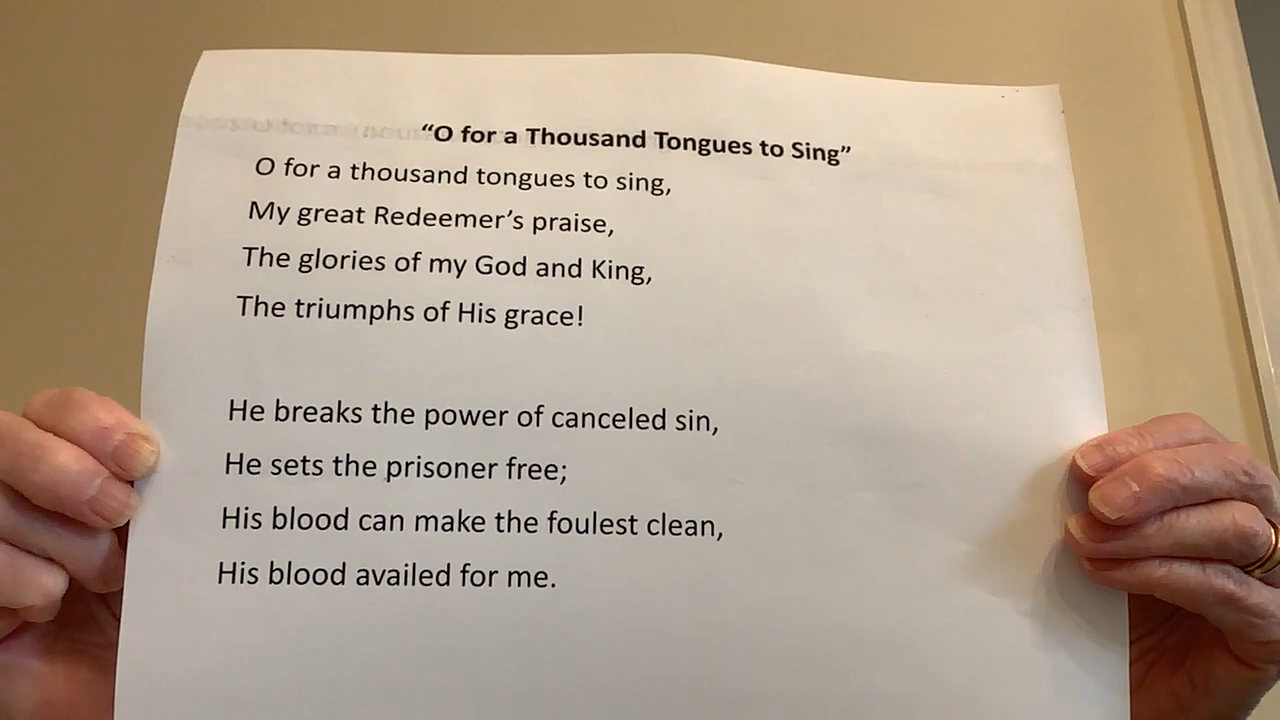 “O for a Thousand Tongues to Sing”
O for a thousand tongues to sing,
My great Redeemer’s praise,
The glories of my God and King,
The triumphs of His grace!
He breaks the power of canceled sin,
He sets the prisoner free;
His blood can make the foulest clean,
His blood availed for me.